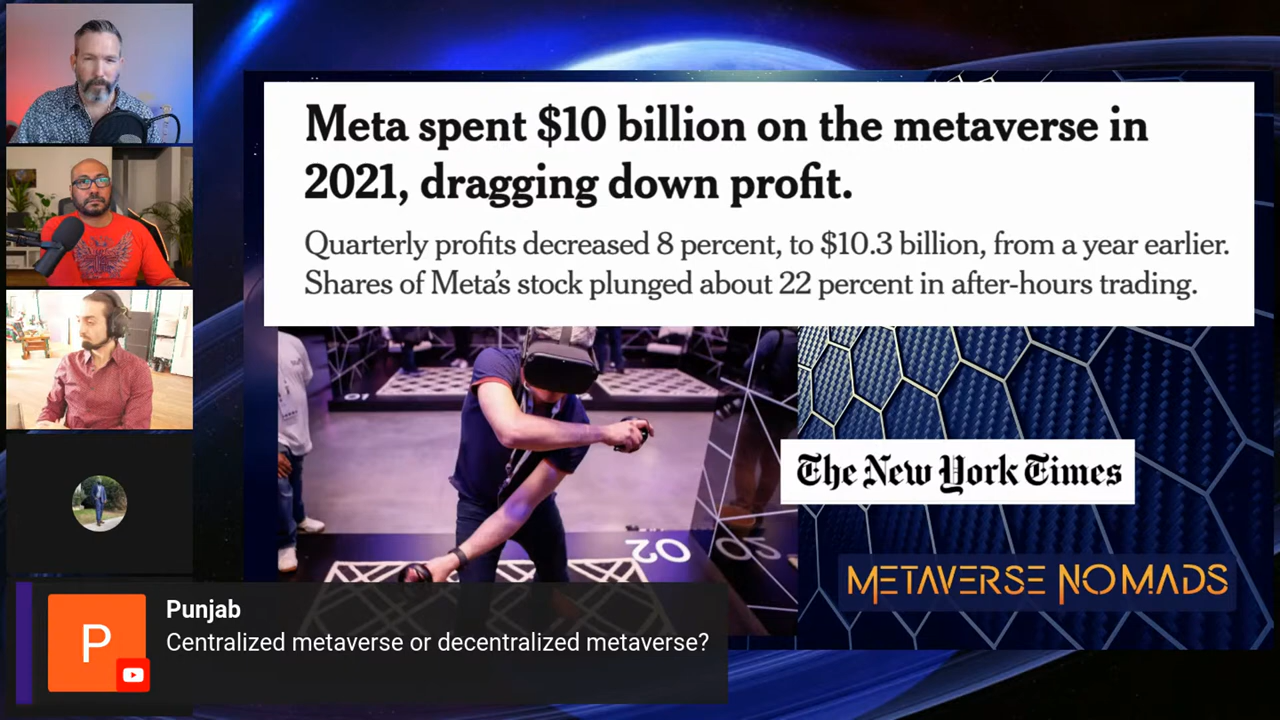 Meta spent $10 billion on the metaverse in
2021, dragging down profit.
Quarterly profits decreased 8 percent, to $10.3 billion, from a year earlier.
Shares of Meta's stock plunged about 22 percent in after-hours trading.
01
02
02
The New York Times
METAVERSE NOMADS
P
Punjab
Centralized metaverse or decentralized metaverse?